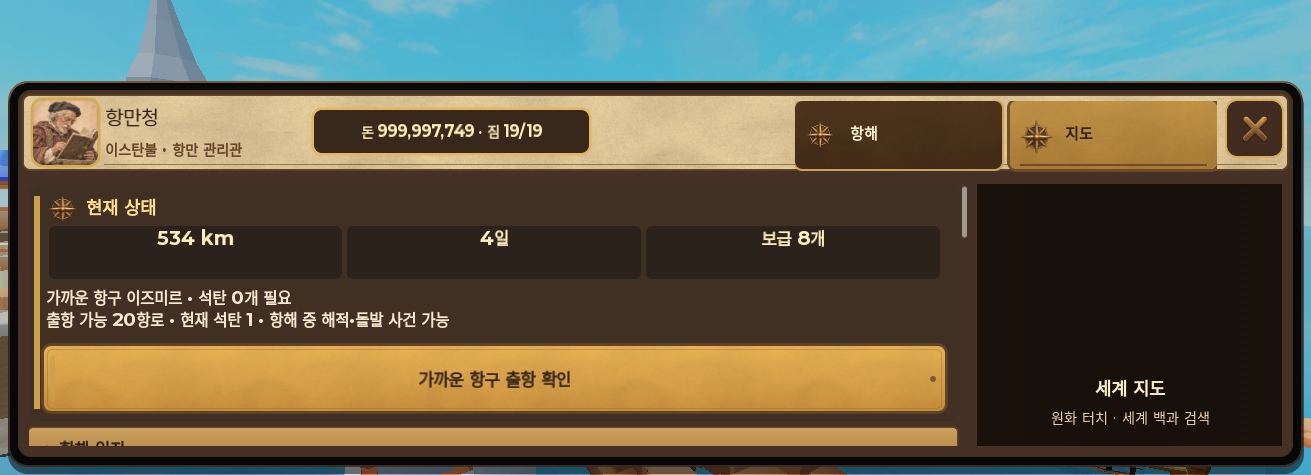 항만청
이스탄불 • 항만 관리관
돈 999,997,749 · 짐 19/19
항해
지도
현재 상태
534 km
4일
보급 8개
가까운 항구 이즈미르 • 석탄 0개 필요
출항 가능 20항로 • 현재 석탄 1 • 항해 중 해적•돌발 사건 가능
가까운 항구 출항 확인
세계 지도
원화 터치 · 세계 백과 검색